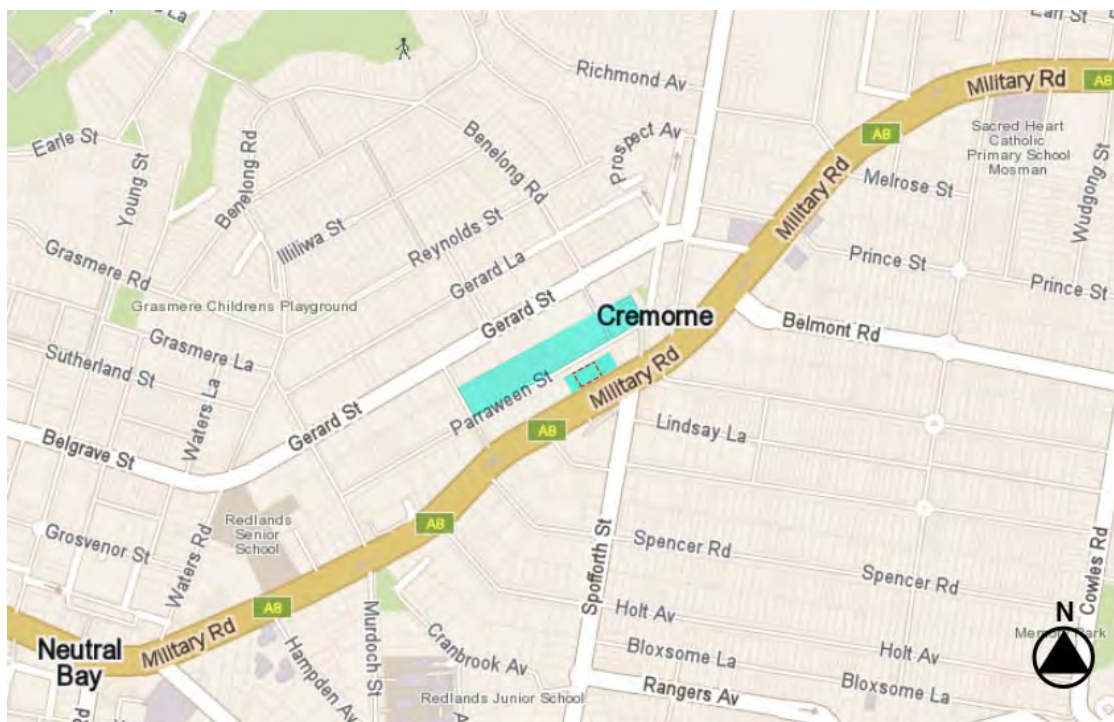 La
Earl St
Military Rd
A8
Richmond Av
Sacred Heart
Catholic
Primary School
Mosman
A8
Earle St
Young St
Benelong Rd
Benelong Rd
Prospect Av
Melrose St
Wudgong St
Military Rd
Illiliwa St
Reynolds St
Gerard La
Prince St
Prince St
Grasmere Rd
Grasmere Childrens Playground
Gerard St
Cremorne
Belmont Rd
Grasmere La
Sutherland St
Waters La
Parraween St
Military Rd
Gerard St
A8
Lindsay La
Belgrave St
Redlands
Senior
School
A8
Grosvenor St
Waters Rd
Spofforth St
Spencer Rd
Spencer Rd
Cowles Rd
A8
Holt Av
N
Neutral
Bay
Military Rd
Murdoch St
Hampden Av
Cranbrook Av
Bloxsome La
Holt Av
Park
Redlands Junior School
Rangers Av
Bloxsome La
Rd
A